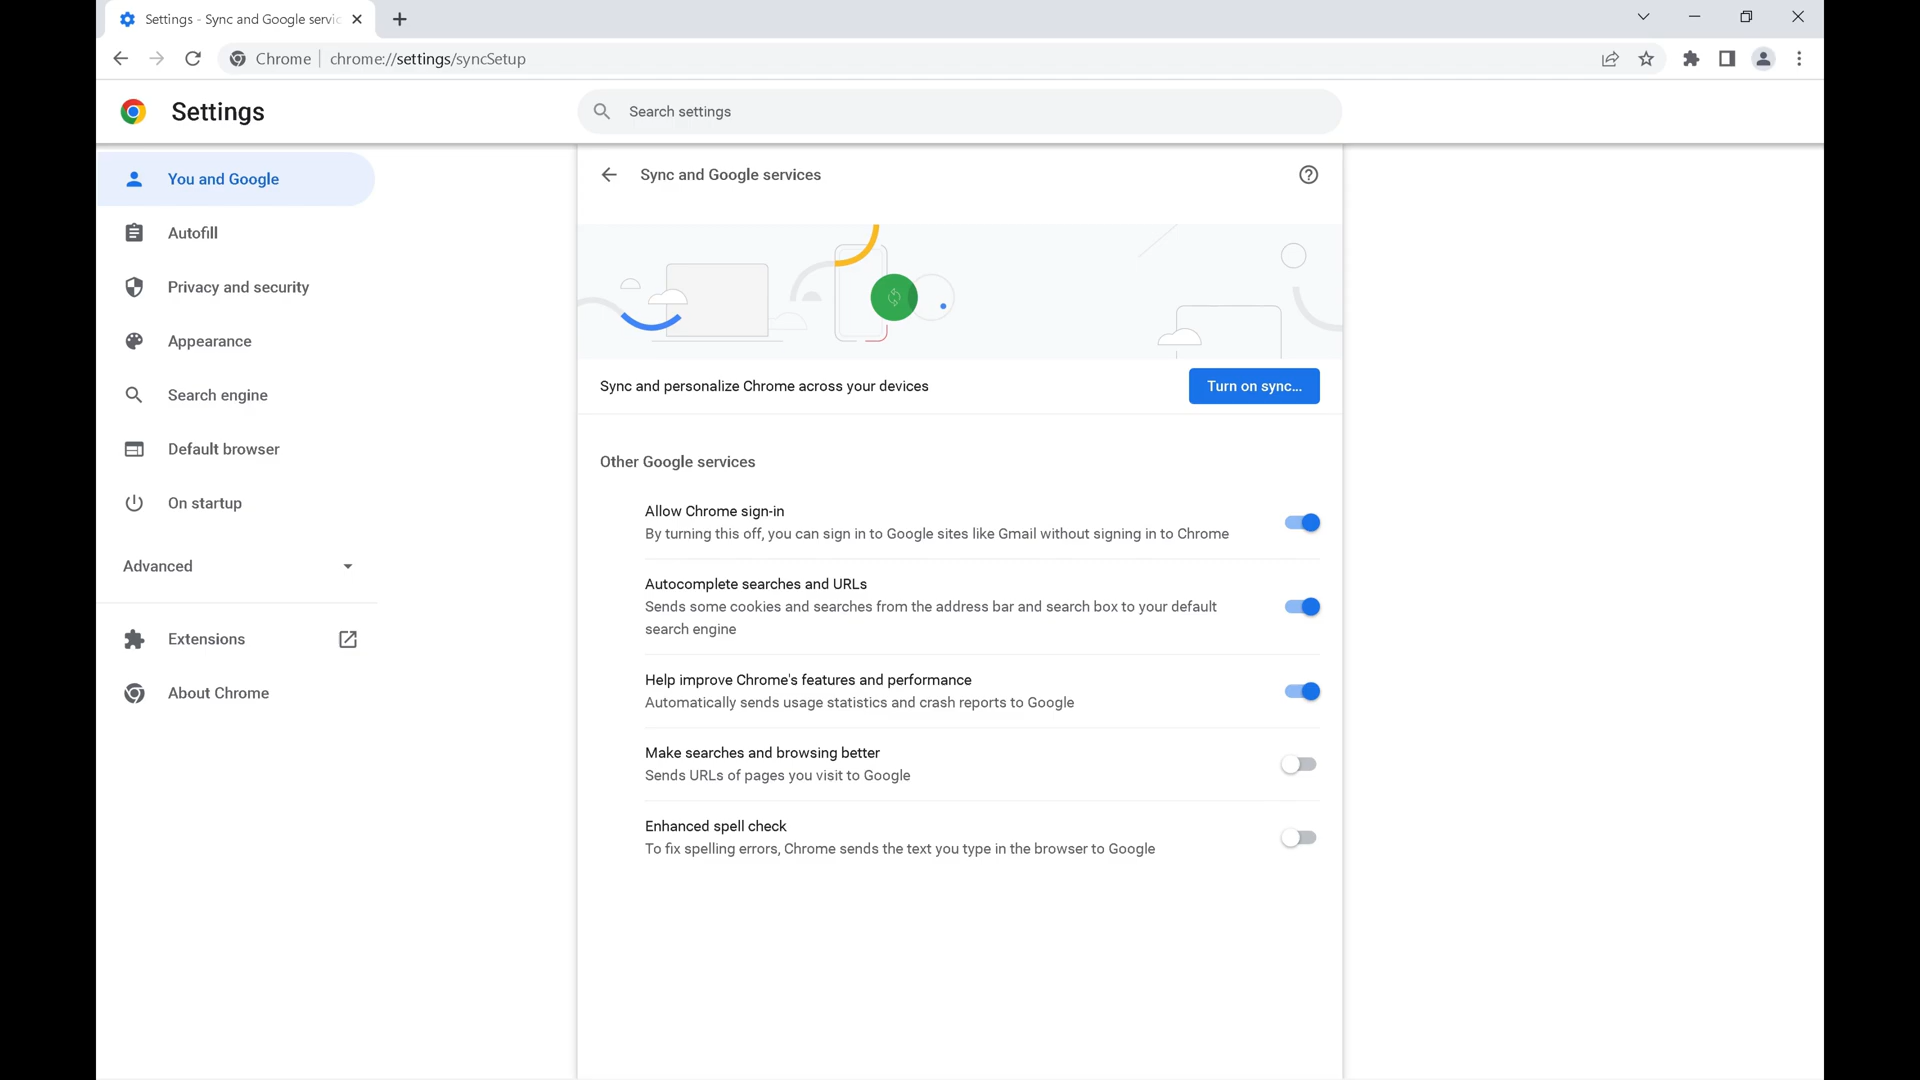 Settings - Sync and Google servic
Chrome
chrome://settings/syncSetup
Settings
Search settings
You and Google
Autofill
Privacy and security
Appearance
Search engine
Default browser
On startup
Advanced
Extensions
About Chrome
Sync and Google services
Sync and personalize Chrome across your devices
Turn on sync...
Other Google services
Allow Chrome sign-in
By turning this off, you can sign in to Google sites like Gmail without signing in to Chrome
Autocomplete searches and URLs
Sends some cookies and searches from the address bar and search box to your default
search engine
Help improve Chrome's features and performance
Automatically sends usage statistics and crash reports to Google
Make searches and browsing better
Sends URLs of pages you visit to Google
Enhanced spell check
To fix spelling errors, Chrome sends the text you type in the browser to Google